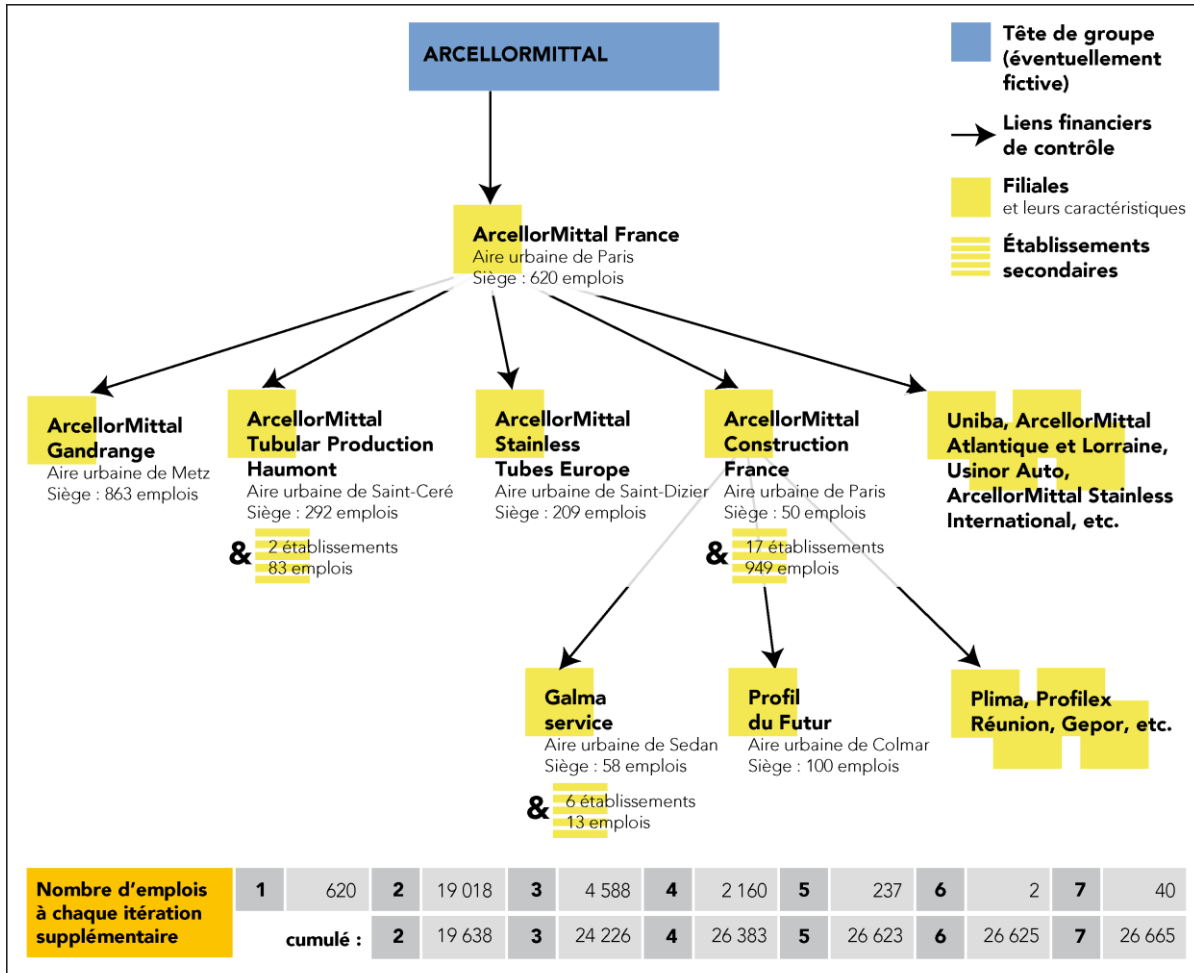 ARCELLORMITTAL
Tête de groupe
(éventuellement
fictive)
Liens financiers
de contrôle
Filiales
et leurs caractéristiques
Établissements
secondaires
ArcellorMittal France
Aire urbaine de Paris
Siège : 620 emplois
ArcellorMittal
Gandrange
Aire urbaine de Metz
Siège : 863 emplois
ArcellorMittal
Tubular Production
Haumont
Aire urbaine de Saint-Ceré
Siège : 292 emplois
& 2 établissements
83 emplois
ArcellorMittal
Stainless
Tubes Europe
Aire urbaine de Saint-Dizier
Siège : 209 emplois
ArcellorMittal
Construction
France
Aire urbaine de Paris
Siège : 50 emplois
& 17 établissements
949 emplois
Uniba, ArcellorMittal
Atlantique et Lorraine,
Usinor Auto,
ArcellorMittal Stainless
International, etc.
Galma
service
Aire urbaine de Sedan
Siège : 58 emplois
& 6 établissements
13 emplois
Profil
du Futur
Aire urbaine de Colmar
Siège : 100 emplois
Plima, Profilex
Réunion, Gepor, etc.
Nombre d'emplois
à chaque itération
supplémentaire
1 620 2 19 018 3 4 588 4 2 160 5 237 6 2 7 40
cumulé : 2 19 638 3 24 226 4 26 383 5 26 623 6 26 625 7 26 665